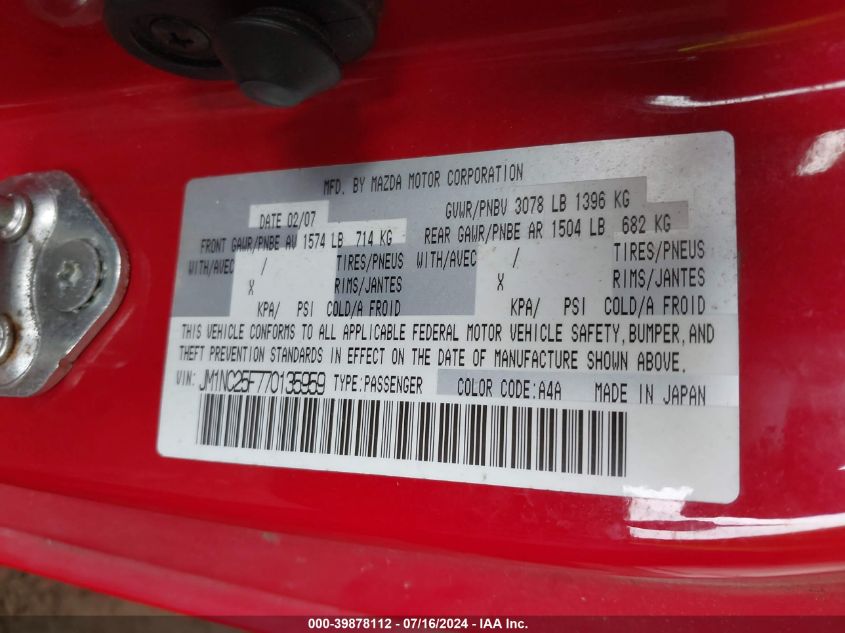 MFD. BY MAZDA MOTOR CORPORATION
DATE 02/07 GVWR/PNBV 3078 LB 1396 KG
FRONT GAWR/PNBE AV 1574 LB 714 KG REAR GAWR/PNBE AR 1504 LB 682 KG
WITH/AVEC / TIRES/PNEUS WITH/AVEC / TIRES/PNEUS
X RIMS/JANTES X RIMS/JANTES
KPA/ PSI COLD/A FROID KPA/ PSI COLD/A FROID
THIS VEHICLE CONFORMS TO ALL APPLICABLE FEDERAL MOTOR VEHICLE SAFETY, BUMPER, AND
THEFT PREVENTION STANDARDS IN EFFECT ON THE DATE OF MANUFACTURE SHOWN ABOVE.
VIN: JM1NC25F770135959 TYPE:PASSENGER COLOR CODE:A4A MADE IN JAPAN
000-39878112 - 07/16/2024 - IAA Inc.